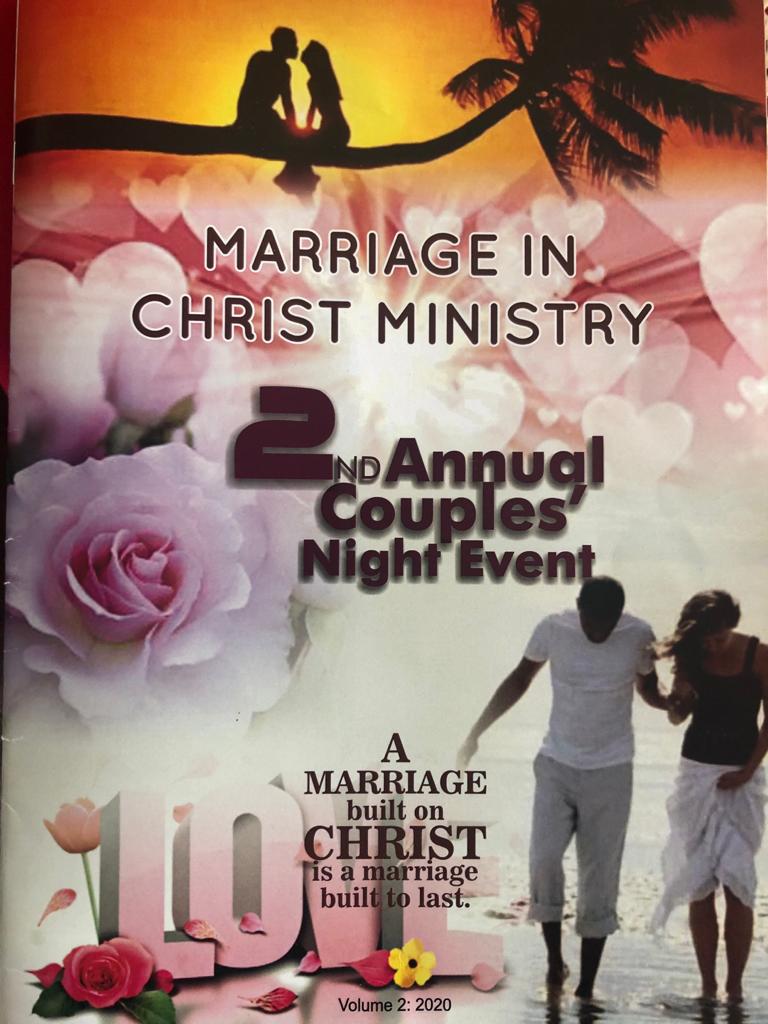 MARRIAGE IN
CHRIST MINISTRY
2ND Annual
Couples'
Night Event
A
MARRIAGE
built on
CHRIST
is a marriage
built to last.
LOVE
Volume 2: 2020